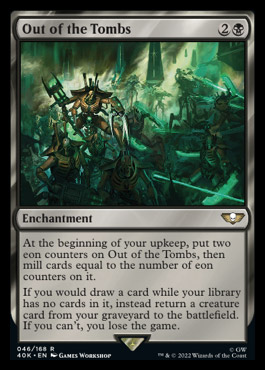 Out of the Tombs 2
Enchantment
At the beginning of your upkeep, put two
eon counters on Out of the Tombs, then
mill cards equal to the number of eon
counters on it.
If you would draw a card while your library
has no cards in it, instead return a creature
card from your graveyard to the battlefield.
If you can't, you lose the game.
046/168 R
40K • EN Games Workshop
© GW
™ & © 2022 Wizards of the Coast